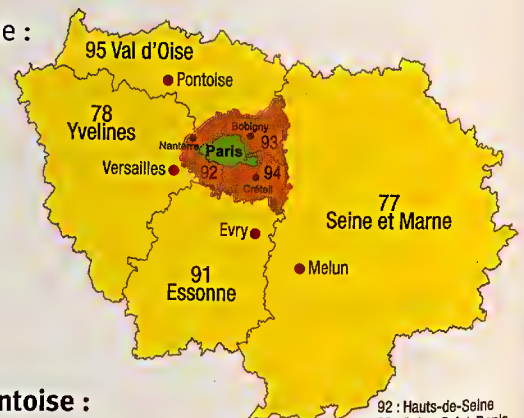 e :
95 Val d'Oise
Pontoise
78
Yvelines
Bobigny
Nanterre
93
Paris
Versailles
92
94
Créteil
77
Seine et Marne
Evry
Melun
91
Essonne
ntoise :
92 : Hauts-de-Seine